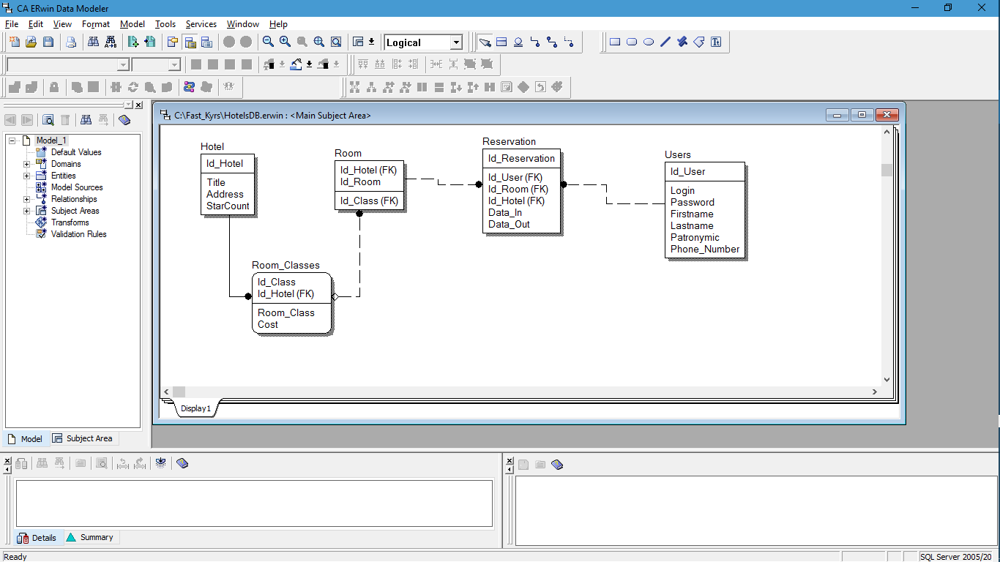 CA ERwin Data Modeler
File Edit View Format Model Tools Services Window Help
Logical
C:\Fast_Kyrs\HotelsDB.erwin : <Main Subject Area>
Model_1
Default Values
Domains
Entities
Model Sources
Relationships
Subject Areas
Transforms
Validation Rules
Model
Subject Area
Hotel
Id_Hotel
Title
Address
StarCount
Room
Id_Hotel (FK)
Id_Room
Id_Class (FK)
Reservation
Id_Reservation
Id_User (FK)
Id_Room (FK)
Id_Hotel (FK)
Data_In
Data_Out
Users
Id_User
Login
Password
Firstname
Lastname
Patronymic
Phone_Number
Room_Classes
Id_Class
Id_Hotel (FK)
Room_Class
Cost
Display1
Details
Summary
Ready
SQL Server 2005/20